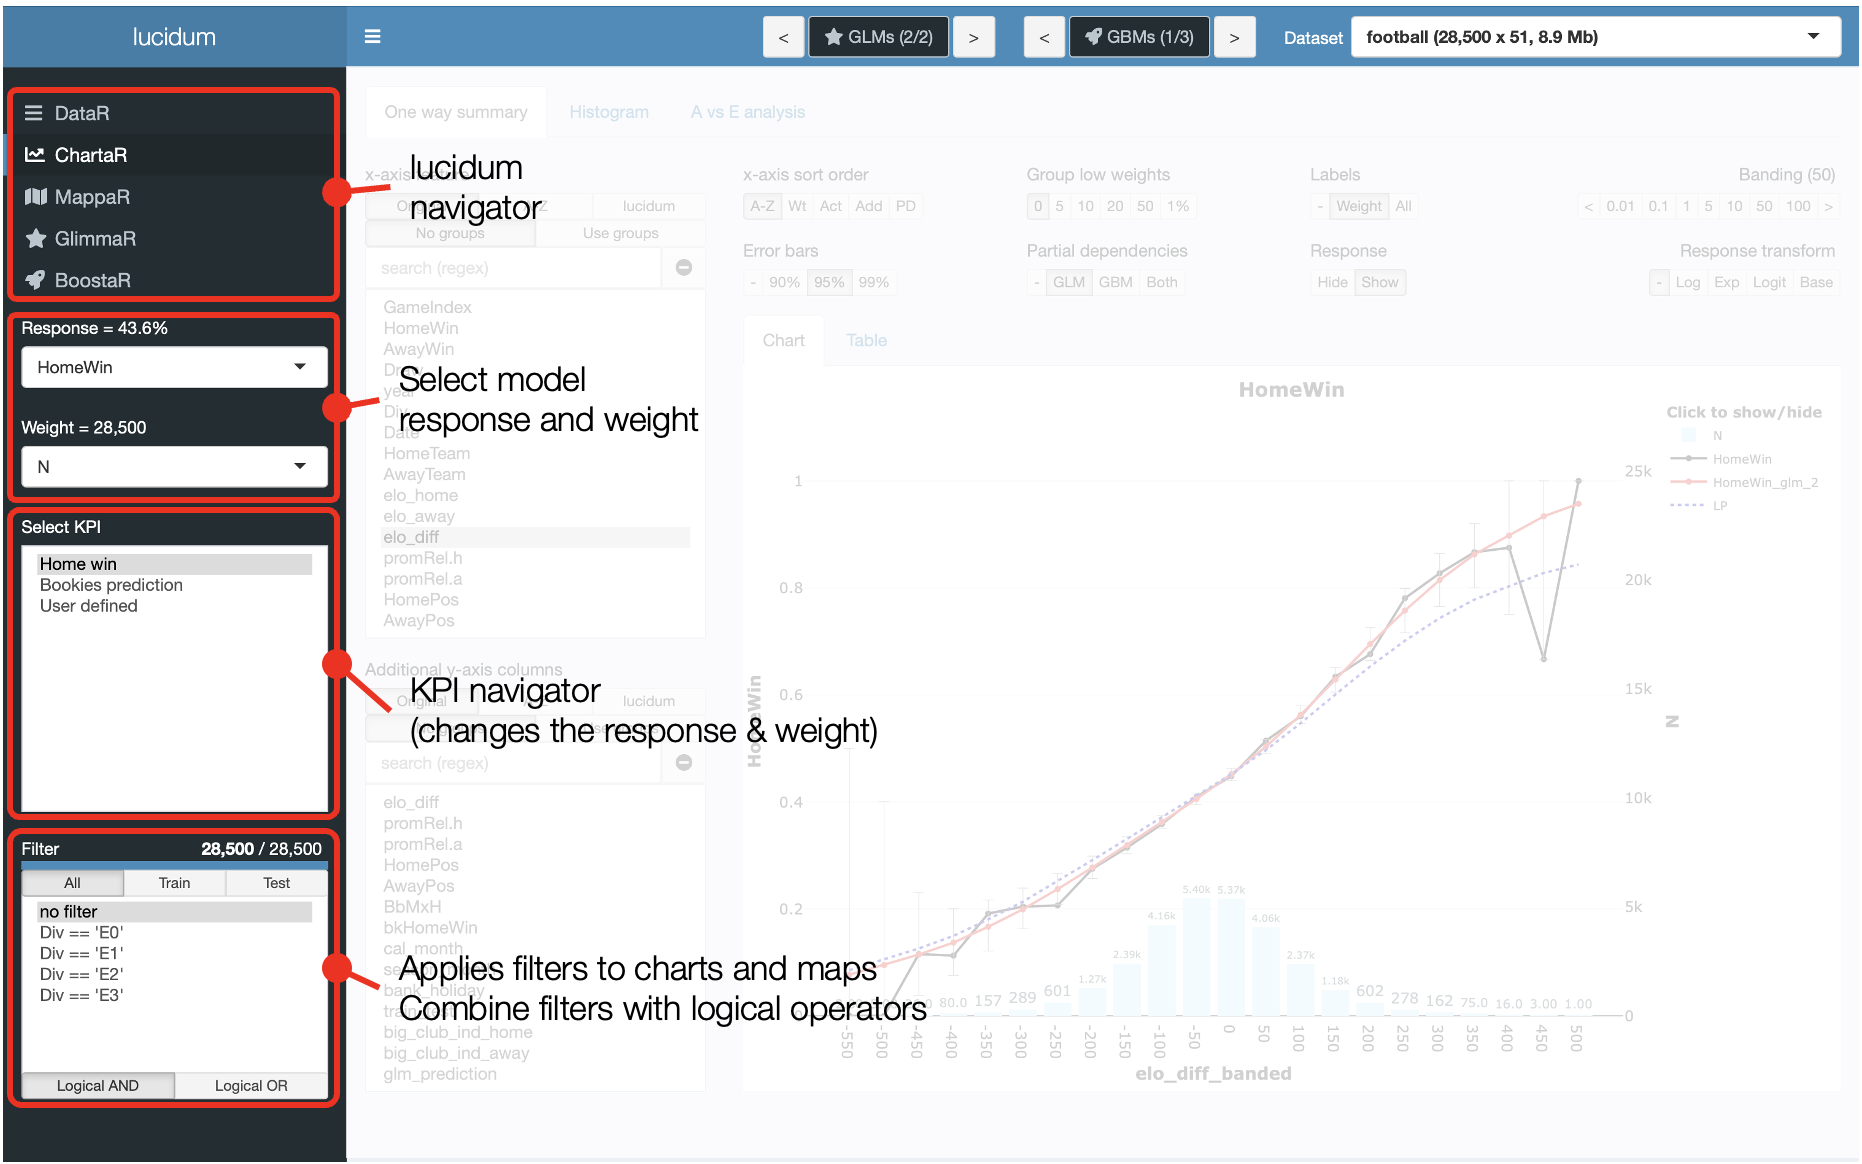 lucidum
< GLMs (2/2) > < GBMs (1/3) > Dataset football (28,500 x 51, 8.9 Mb)
DataR
ChartaR
MappaR
GlimmaR
BoostaR
Response = 43.6%
HomeWin
Weight = 28,500
N
Select KPI
Home win
Bookies prediction
User defined
Filter 28,500 / 28,500
All Train Test
no filter
Div == 'E0'
Div == 'E1'
Div == 'E2'
Div == 'E3'
Logical AND Logical OR
lucidum
navigator
Select model
response and weight
KPI navigator
(changes the response & weight)
Applies filters to charts and maps
Combine filters with logical operators
One way summary Histogram A vs E analysis
x-axis
lucidum
No groups Use groups
search (regex)
GameIndex
HomeWin
AwayWin
year
Div
Date
HomeTeam
AwayTeam
elo_home
elo_away
elo_diff
promRel.h
promRel.a
HomePos
AwayPos
Additional y-axis columns
Original lucidum
search (regex)
elo_diff
promRel.h
promRel.a
HomePos
AwayPos
BbMxH
bkHomeWin
cal_month
bank_holiday
big_club_ind_home
big_club_ind_away
glm_prediction
x-axis sort order
A-Z Wt Act Add PD
Group low weights
0 5 10 20 50 1%
Labels
- Weight All
Banding (50)
< 0.01 0.1 1 5 10 50 100 >
Error bars
- 90% 95% 99%
Partial dependencies
- GLM GBM Both
Response
Hide Show
Response transform
- Log Exp Logit Base
Chart Table
HomeWin
Click to show/hide
N
HomeWin
HomeWin_glm_2
LP
1
0.8
0.6
0.4
0.2
HomeWin
25k
20k
15k
10k
5k
0
N
80.0 157 289 601 1.27k 2.39k 4.16k 5.40k 5.37k 4.06k 2.37k 1.18k 602 278 162 75.0 16.0 3.00 1.00
-550 -500 -450 -400 -350 -300 -250 -200 -150 -100 -50 0 50 100 150 200 250 300 350 400 450 500
elo_diff_banded